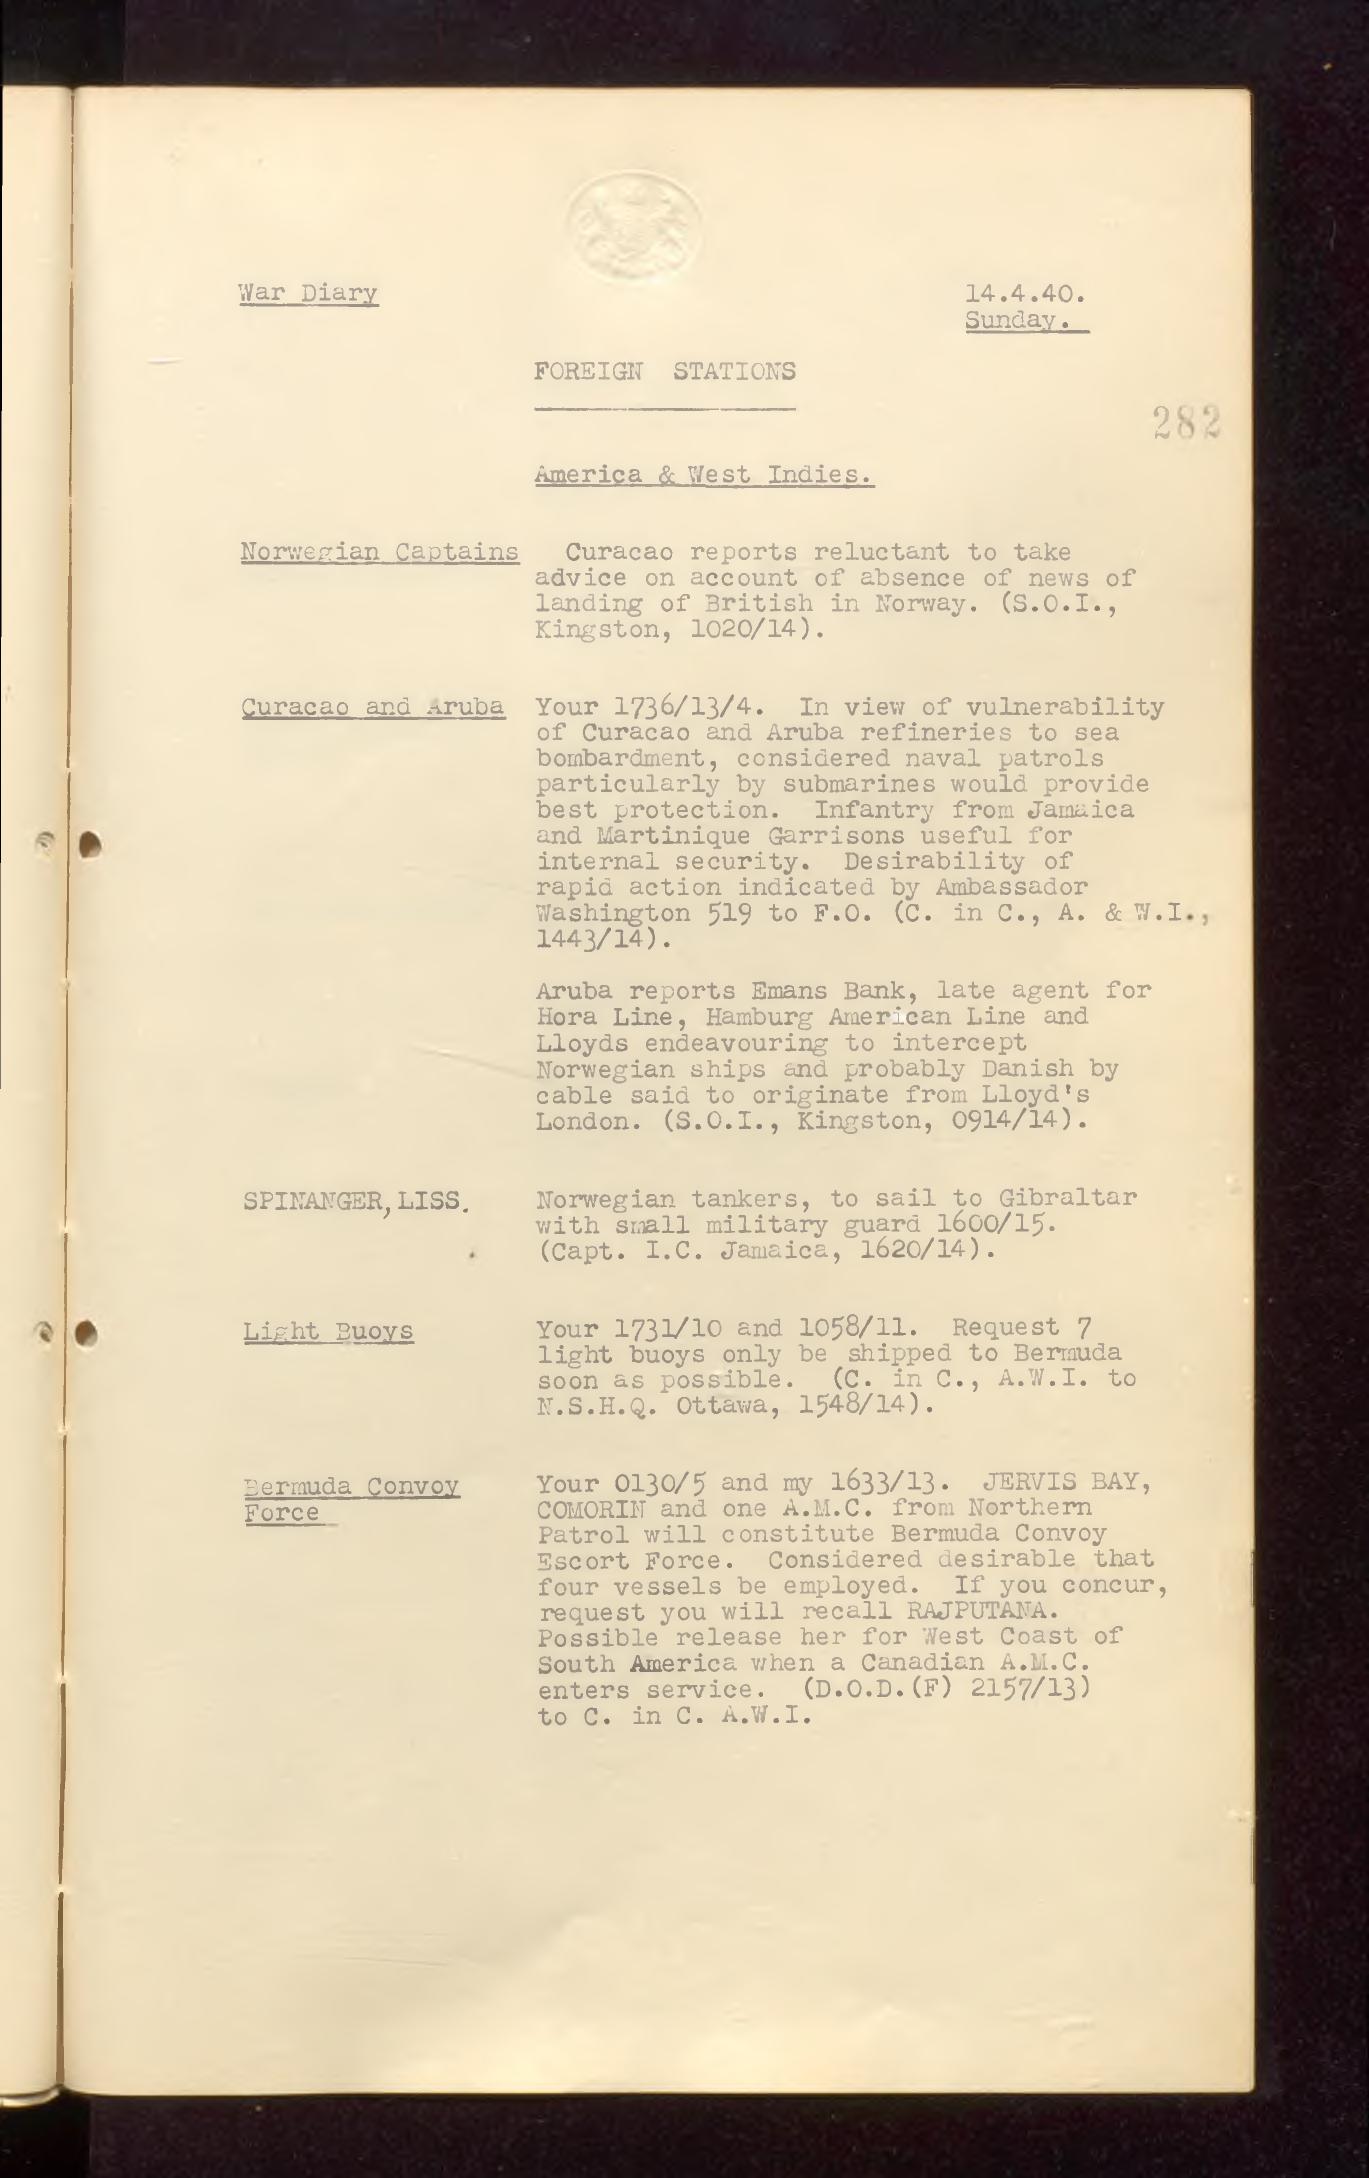 War Diary
14.4.40.
Sunday.
FOREIGN STATIONS
282
America & West Indies.
Norwegian Captains
Curacao reports reluctant to take
advice on account of absence of news of
landing of British in Norway. (S.O.I.,
Kingston, 1020/14).
Curacao and Aruba
Your 1736/13/4. In view of vulnerability
of Curacao and Aruba refineries to sea
bombardment, considered naval patrols
particularly by submarines would provide
best protection. Infantry from Jamaica
and Martinique Garrisons useful for
internal security. Desirability of
rapid action indicated by Ambassador
Washington 519 to F.O. (C. in C., A. & W.I.,
1443/14).
Aruba reports Emans Bank, late agent for
Hora Line, Hamburg American Line and
Lloyds endeavouring to intercept
Norwegian ships and probably Danish by
cable said to originate from Lloyd's
London. (S.O.I., Kingston, 0914/14).
SPINANGER, LISS.
Norwegian tankers, to sail to Gibraltar
with small military guard 1600/15.
(Capt. I.C. Jamaica, 1620/14).
Light Buoys
Your 1731/10 and 1058/11. Request 7
light buoys only be shipped to Bermuda
soon as possible. (C. in C., A.W.I. to
N.S.H.Q. Ottawa, 1548/14).
Bermuda Convoy
Force
Your 0130/5 and my 1633/13. JERVIS BAY,
COMORIN and one A.M.C. from Northern
Patrol will constitute Bermuda Convoy
Escort Force. Considered desirable that
four vessels be employed. If you concur,
request you will recall RAJPUTANA.
Possible release her for West Coast of
South America when a Canadian A.M.C.
enters service. (D.O.D.(F) 2157/13)
to C. in C. A.W.I.